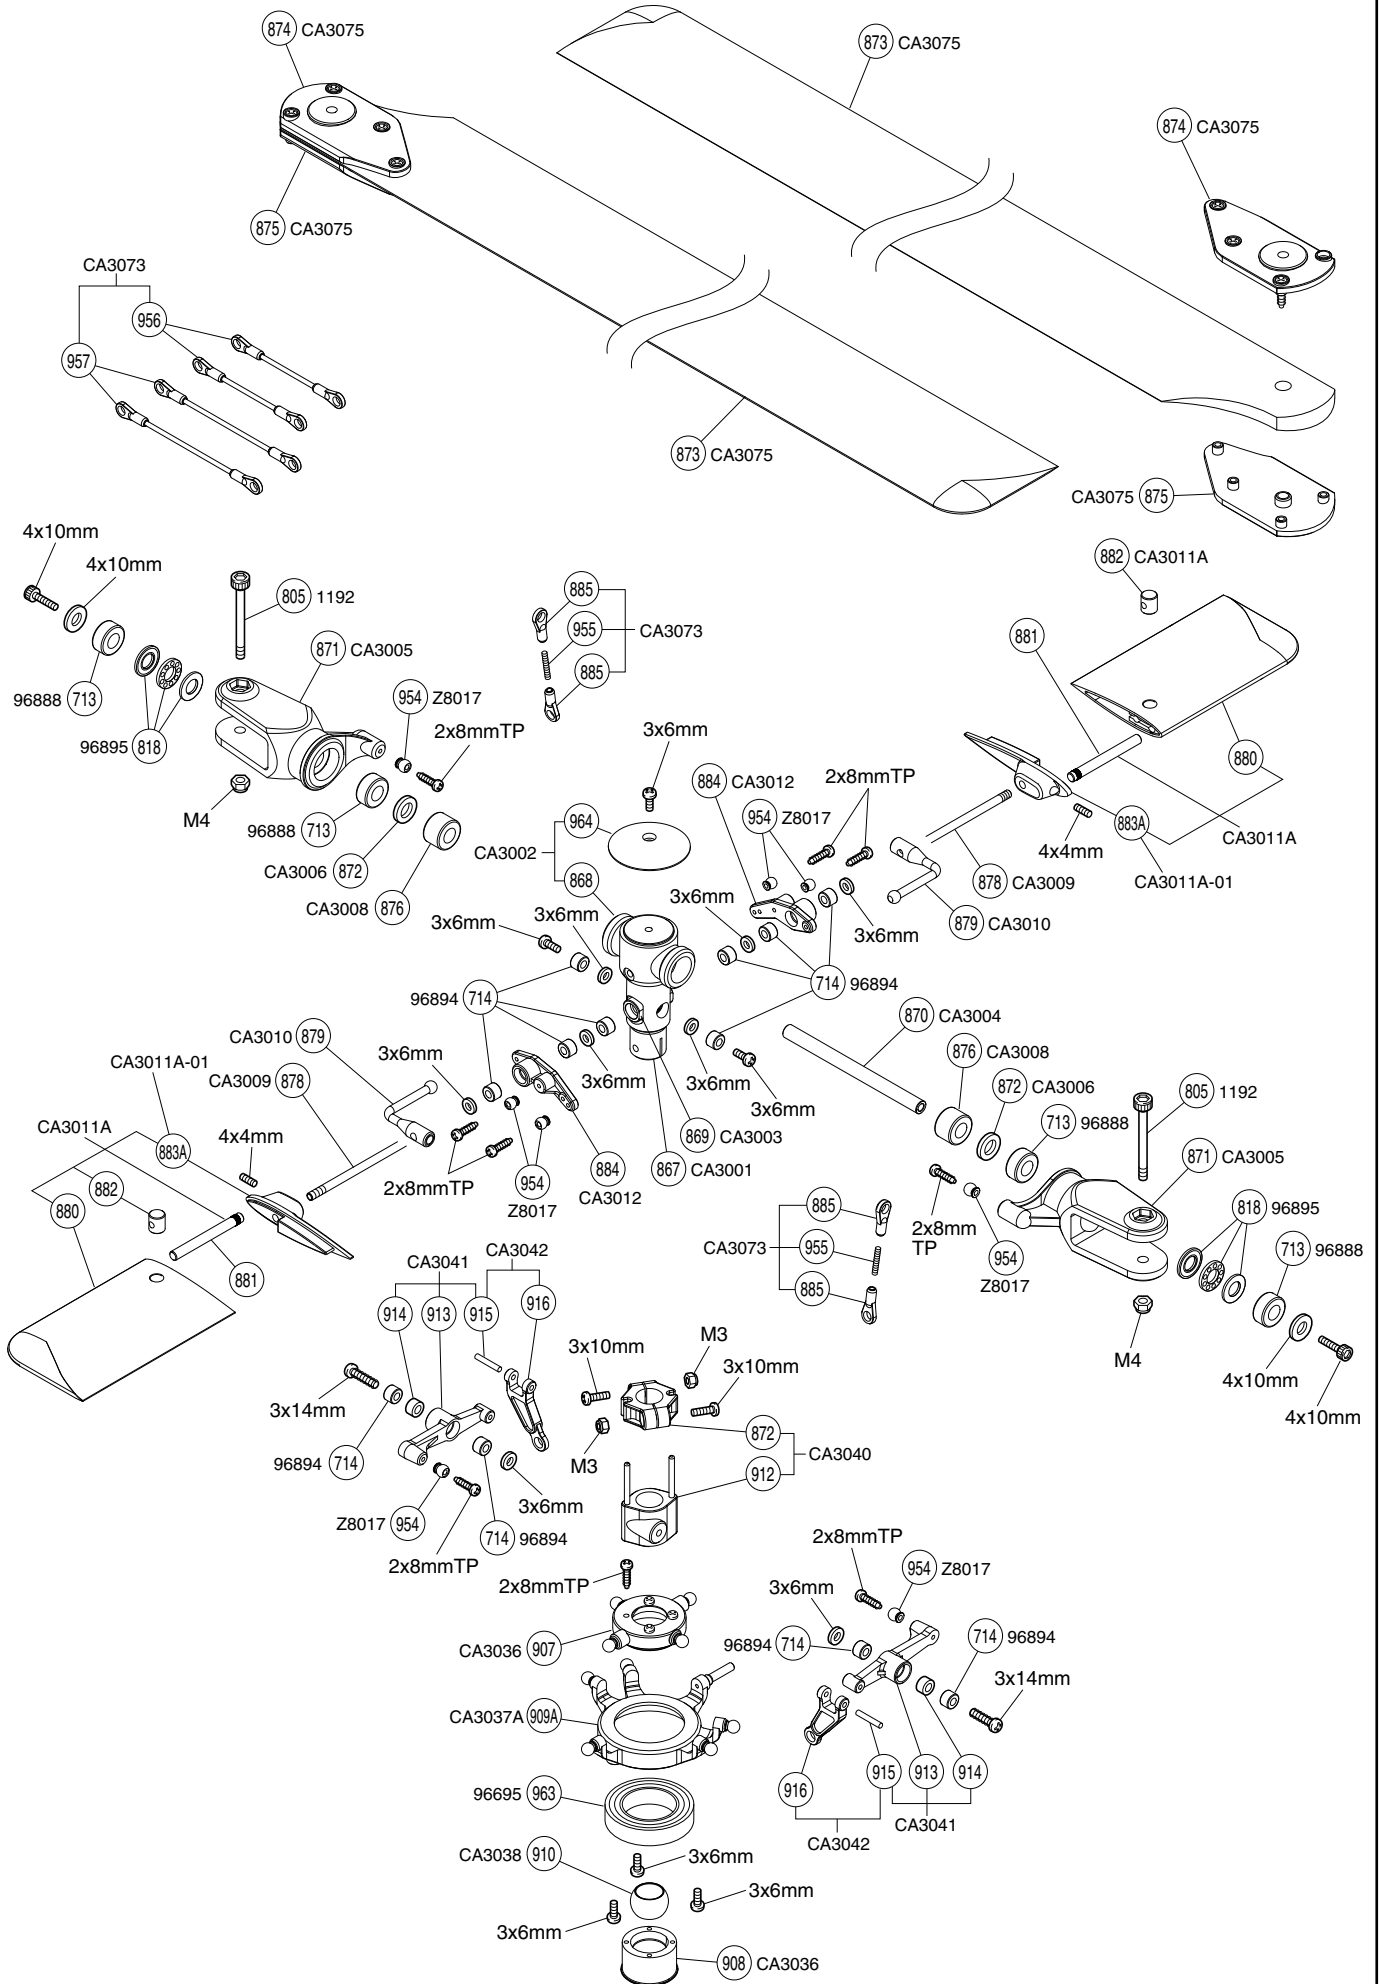 874 CA3075
873 CA3075
874 CA3075
875 CA3075
CA3073
956
957
873 CA3075
CA3075 875
4x10mm
4x10mm
805 1192
885
955
CA3073
885
882 CA3011A
881
871 CA3005
96888 713
954 Z8017
2x8mmTP
96895 818
3x6mm
884 CA3012
2x8mmTP
880
M4
96888 713
964
954 Z8017
883A
CA3011A
CA3002
4x4mm
CA3006 872
868
878 CA3009
CA3011A-01
CA3008 876
3x6mm
3x6mm
3x6mm
3x6mm
879 CA3010
96894 714
714 96894
870 CA3004
CA3010 879
3x6mm
876 CA3008
CA3011A-01
CA3009 878
3x6mm
3x6mm
3x6mm
872 CA3006
805 1192
CA3011A
4x4mm
713 96888
883A
869 CA3003
871 CA3005
882
884
867 CA3001
880
2x8mmTP
954
CA3012
Z8017
885
2x8mm
TP
818 96895
CA3073
955
954
713 96888
881
CA3042
CA3041
Z8017
885
914
913
915
916
M3
3x10mm
3x10mm
M4
4x10mm
3x14mm
4x10mm
872
CA3040
96894 714
M3
912
3x6mm
Z8017 954
714 96894
2x8mmTP
2x8mmTP
2x8mmTP
954 Z8017
3x6mm
CA3036 907
96894 714
714 96894
3x14mm
CA3037A 909A
915
913
914
916
96695 963
CA3041
CA3042
CA3038 910
3x6mm
3x6mm
3x6mm
908 CA3036